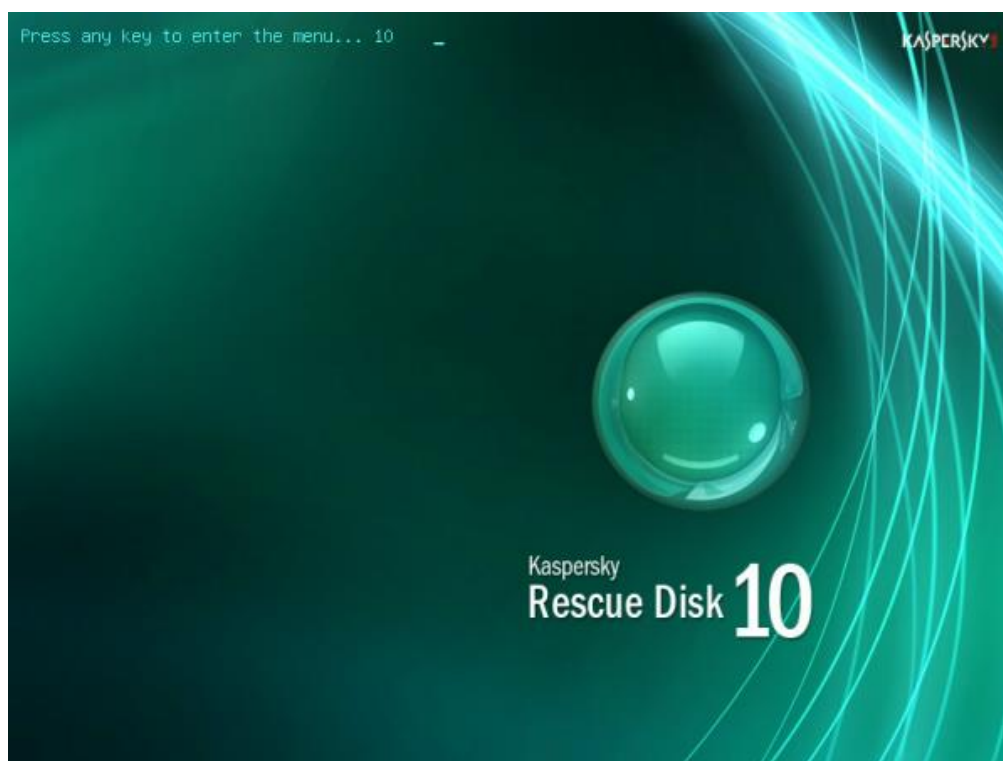 Press any key to enter the menu... 10 _
KASPERSKY
Kaspersky
Rescue Disk 10